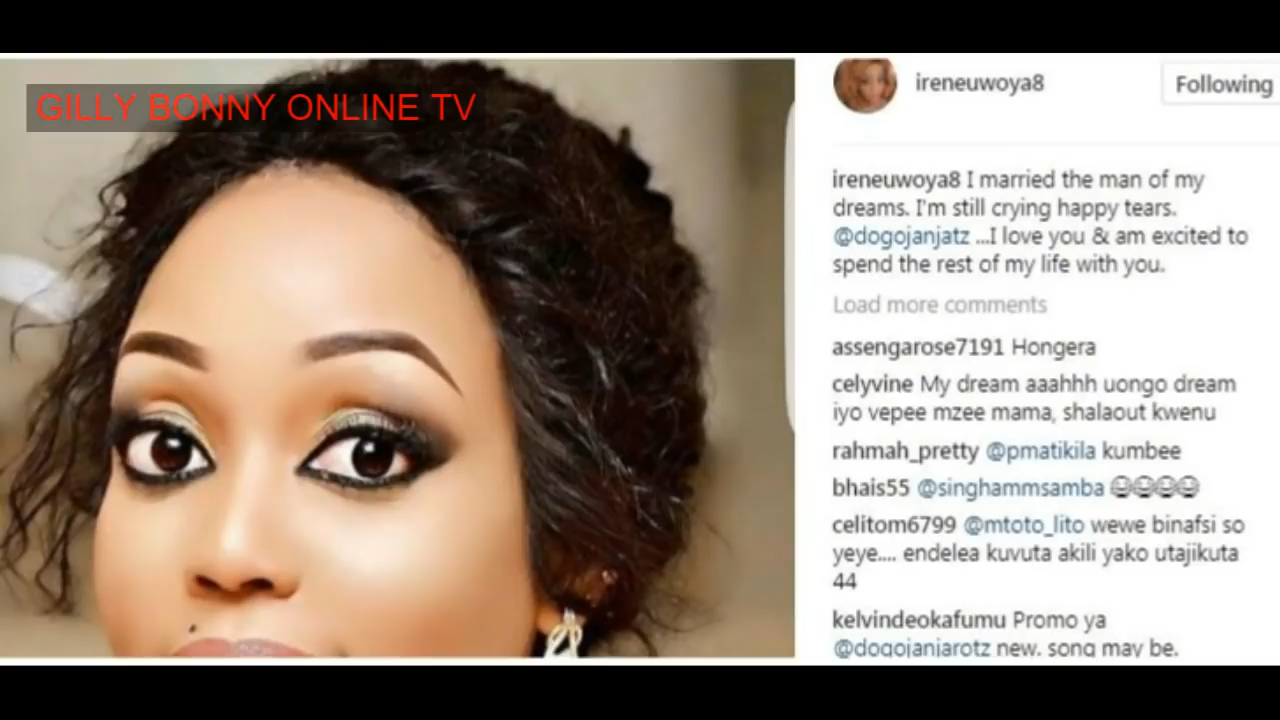 GILLY BONNY ONLINE TV
ireneuwoya8
Following
ireneuwoya8 I married the man of my
dreams. I'm still crying happy tears.
@dogojanjatz ...I love you & am excited to
spend the rest of my life with you.
Load more comments
assengarose7191 Hongera
celyvine My dream aaahhh uongo dream
iyo vepee mzee mama, shalaout kwenu
rahmah_pretty @pmatikila kumbee
bhais55 @singhammsamba 😂😂😂😂
celitom6799 @mtoto_lito wewe binafsi so
yeye.... endelea kuvuta akili yako utajikuta
44
kelvindeokafumu Promo ya
@dogojanjarotz new. song may be.